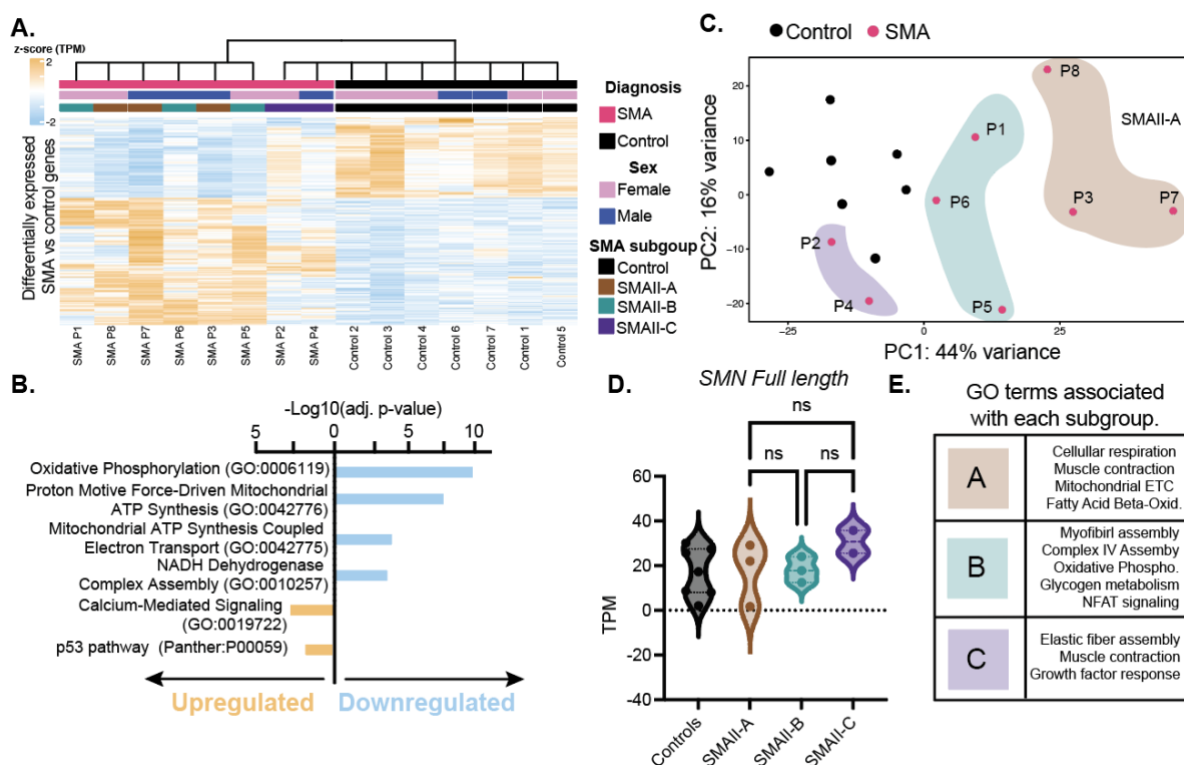 A.
z-score (TPM)
2
-2
Differentially expressed
SMA vs control genes
SMA P1
SMA P8
SMA P7
SMA P6
SMA P3
SMA P5
SMA P2
SMA P4
Control 2
Control 3
Control 4
Control 6
Control 7
Control 1
Control 5
Diagnosis
SMA
Control
Sex
Female
Male
SMA subgroup
Control
SMAII-A
SMAII-B
SMAII-C
B.
-Log10(adj. p-value)
5 0 5 10
Oxidative Phosphorylation (GO:0006119)
Proton Motive Force-Driven Mitochondrial
ATP Synthesis (GO:0042776)
Mitochondrial ATP Synthesis Coupled
Electron Transport (GO:0042775)
NADH Dehydrogenase
Complex Assembly (GO:0010257)
Calcium-Mediated Signaling
(GO:0019722)
p53 pathway (Panther:P00059)
Upregulated Downregulated
C.
Control SMA
PC2: 16% variance
20
10
0
-10
-20
P8
SMAII-A
P1
P6
P3
P7
P2
P4
P5
-25 0 25
PC1: 44% variance
D.
SMN Full length
ns
ns ns
TPM
60
40
20
0
-20
-40
Controls
SMAII-A
SMAII-B
SMAII-C
E.
GO terms associated
with each subgroup.
A
Cellular respiration
Muscle contraction
Mitochondrial ETC
Fatty Acid Beta-Oxid.
B
Myofibirl assembly
Complex IV Assemby
Oxidative Phospho.
Glycogen metabolism
NFAT signaling
C
Elastic fiber assembly
Muscle contraction
Growth factor response